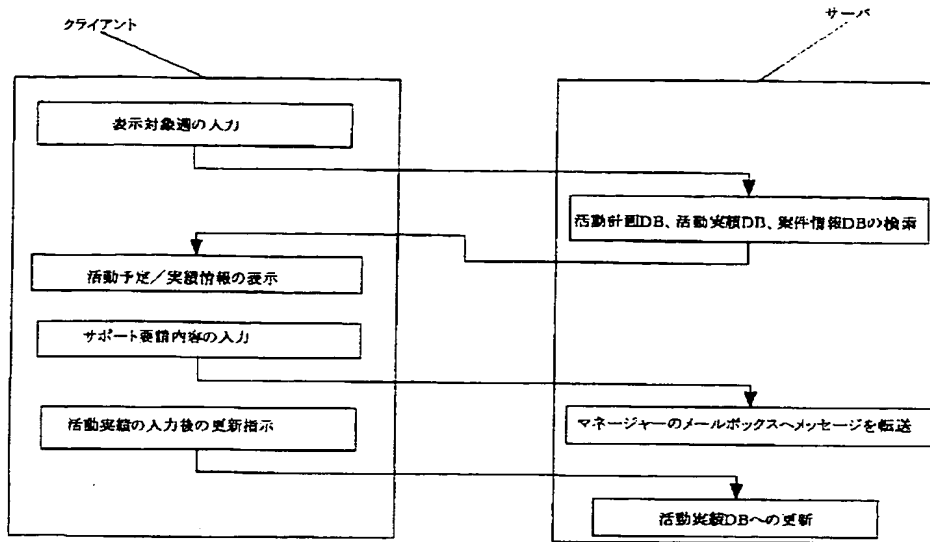 クライアント
サーバ
表示対象週の入力
活動計画DB、活動実績DB、案件情報DBの検索
活動予定／実績情報の表示
サポート要請内容の入力
活動実績の入力後の更新指示
マネージャーのメールボックスへメッセージを転送
活動実績DBへの更新